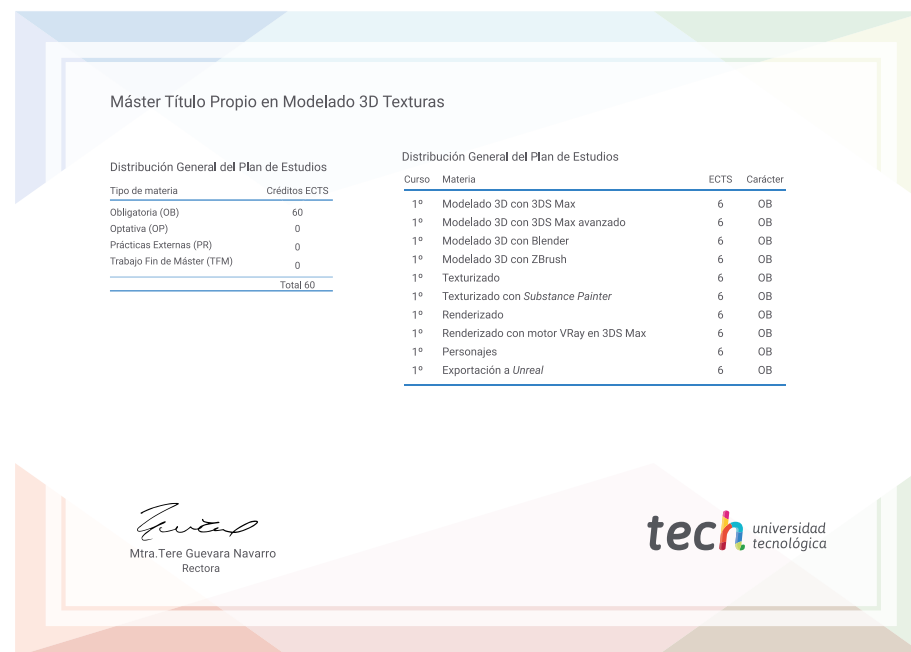 Máster Título Propio en Modelado 3D Texturas
Distribución General del Plan de Estudios
Tipo de materia Créditos ECTS
Obligatoria (OB) 60
Optativa (OP) 0
Prácticas Externas (PR) 0
Trabajo Fin de Máster (TFM) 0
Total 60
Distribución General del Plan de Estudios
Curso Materia ECTS Carácter
1º Modelado 3D con 3DS Max 6 OB
1º Modelado 3D con 3DS Max avanzado 6 OB
1º Modelado 3D con Blender 6 OB
1º Modelado 3D con ZBrush 6 OB
1º Texturizado 6 OB
1º Texturizado con Substance Painter 6 OB
1º Renderizado 6 OB
1º Renderizado con motor VRay en 3DS Max 6 OB
1º Personajes 6 OB
1º Exportación a Unreal 6 OB
Mtra.Tere Guevara Navarro
Rectora
tech universidad
tecnológica